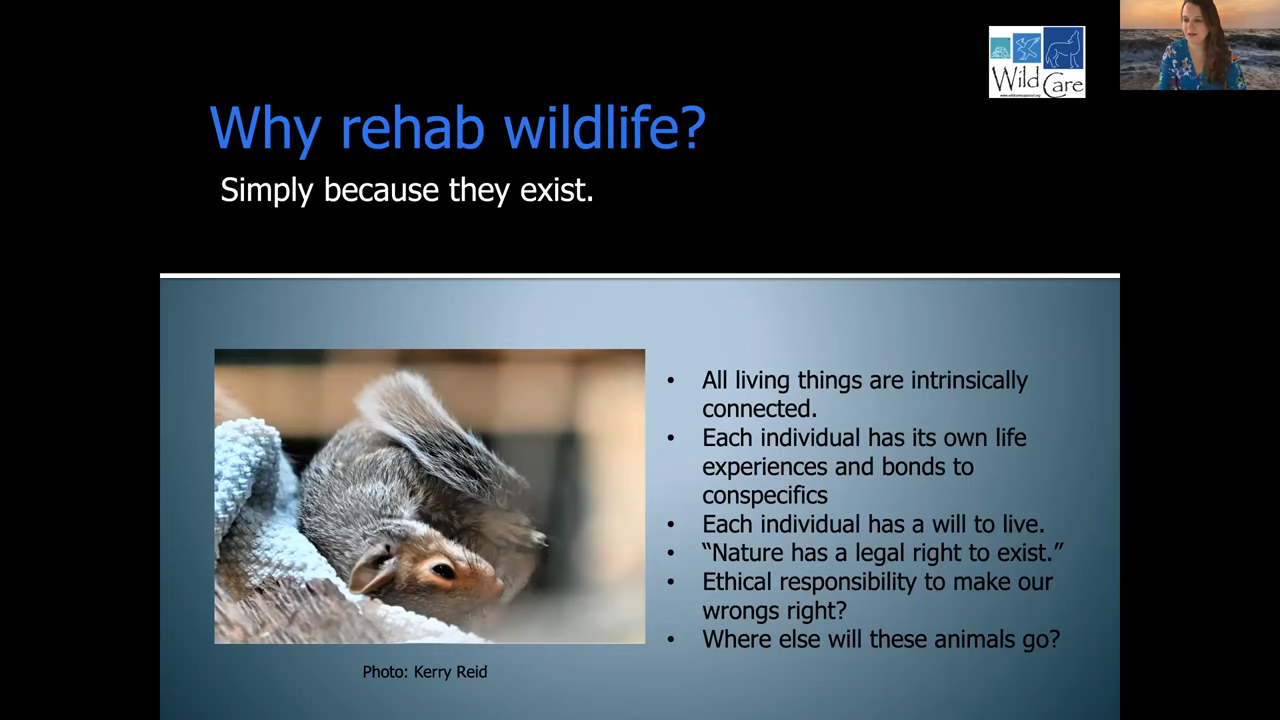 Wild Care
Why rehab wildlife?
Simply because they exist.
• All living things are intrinsically
connected.
• Each individual has its own life
experiences and bonds to
conspecifics
• Each individual has a will to live.
• “Nature has a legal right to exist.”
• Ethical responsibility to make our
wrongs right?
• Where else will these animals go?
Photo: Kerry Reid